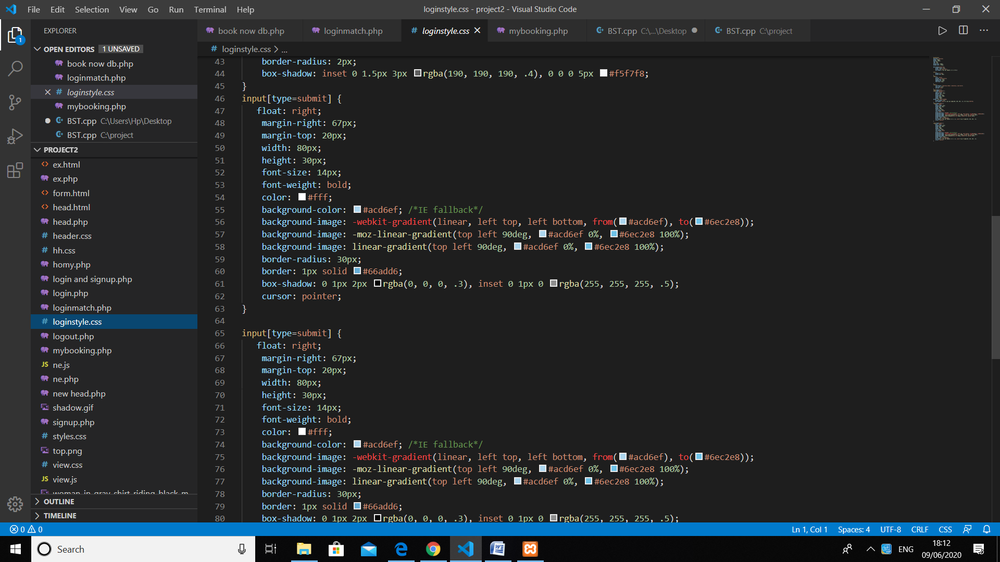 File Edit Selection View Go Run Terminal Help
loginstyle.css - project2 - Visual Studio Code
EXPLORER
OPEN EDITORS 1 UNSAVED
book now db.php
loginmatch.php
loginstyle.css
mybooking.php
BST.cpp C:\Users\Hp\Desktop
BST.cpp C:\project
PROJECT2
ex.html
ex.php
form.html
head.html
head.php
header.css
hh.css
homy.php
login and signup.php
login.php
loginmatch.php
loginstyle.css
logout.php
mybooking.php
ne.js
ne.php
new head.php
shadow.gif
signup.php
styles.css
top.png
view.css
view.js
woman-in-gray-shirt-riding-black-m...
OUTLINE
TIMELINE
book now db.php loginmatch.php loginstyle.css mybooking.php BST.cpp C:\...\Desktop BST.cpp C:\project
loginstyle.css > ...
43 border-radius: 2px;
44 box-shadow: inset 0 1.5px 3px rgba(190, 190, 190, .4), 0 0 0 5px #f5f7f8;
45 }
46 input[type=submit] {
47 float: right;
48 margin-right: 67px;
49 margin-top: 20px;
50 width: 80px;
51 height: 30px;
52 font-size: 14px;
53 font-weight: bold;
54 color: #fff;
55 background-color: #acd6ef; /*IE fallback*/
56 background-image: -webkit-gradient(linear, left top, left bottom, from(#acd6ef), to(#6ec2e8));
57 background-image: -moz-linear-gradient(top left 90deg, #acd6ef 0%, #6ec2e8 100%);
58 background-image: linear-gradient(top left 90deg, #acd6ef 0%, #6ec2e8 100%);
59 border-radius: 30px;
60 border: 1px solid #66add6;
61 box-shadow: 0 1px 2px rgba(0, 0, 0, .3), inset 0 1px 0 rgba(255, 255, 255, .5);
62 cursor: pointer;
63 }
64
65 input[type=submit] {
66 float: right;
67 margin-right: 67px;
68 margin-top: 20px;
69 width: 80px;
70 height: 30px;
71 font-size: 14px;
72 font-weight: bold;
73 color: #fff;
74 background-color: #acd6ef; /*IE fallback*/
75 background-image: -webkit-gradient(linear, left top, left bottom, from(#acd6ef), to(#6ec2e8));
76 background-image: -moz-linear-gradient(top left 90deg, #acd6ef 0%, #6ec2e8 100%);
77 background-image: linear-gradient(top left 90deg, #acd6ef 0%, #6ec2e8 100%);
78 border-radius: 30px;
79 border: 1px solid #66add6;
80 box-shadow: 0 1px 2px rgba(0, 0, 0, .3), inset 0 1px 0 rgba(255, 255, 255, .5);
0 0 Ln 1, Col 1 Spaces: 4 UTF-8 CRLF CSS
Search ENG 18:12
09/06/2020